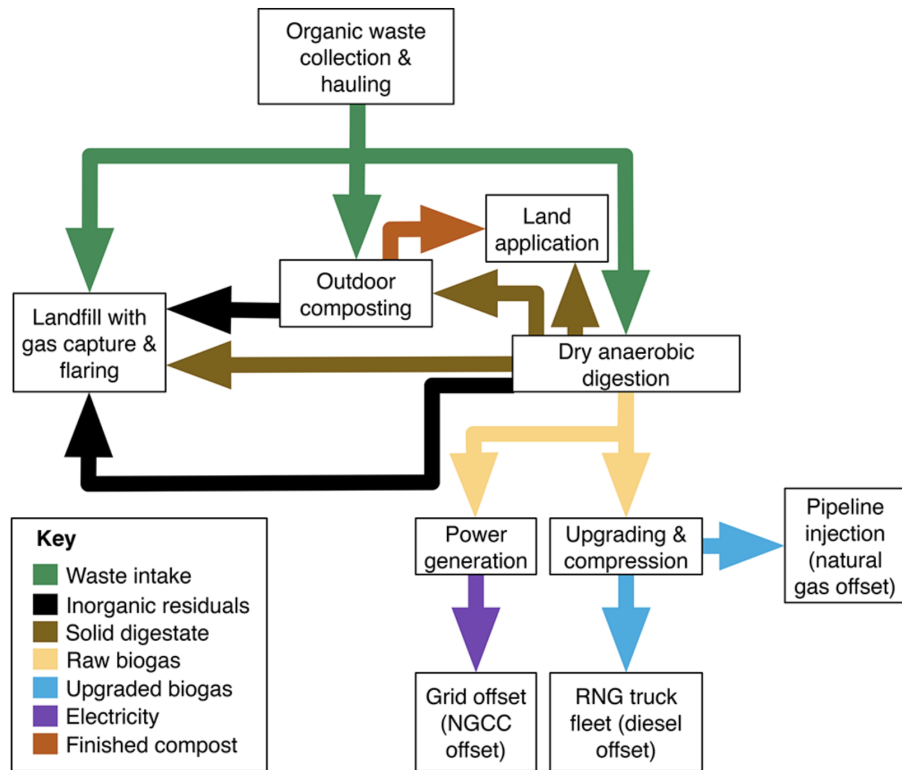 Organic waste
collection &
hauling
Land
application
Outdoor
composting
Landfill with
gas capture &
flaring
Dry anaerobic
digestion
Power
generation
Upgrading &
compression
Pipeline
injection
(natural
gas offset)
Grid offset
(NGCC
offset)
RNG truck
fleet (diesel
offset)
Key
Waste intake
Inorganic residuals
Solid digestate
Raw biogas
Upgraded biogas
Electricity
Finished compost